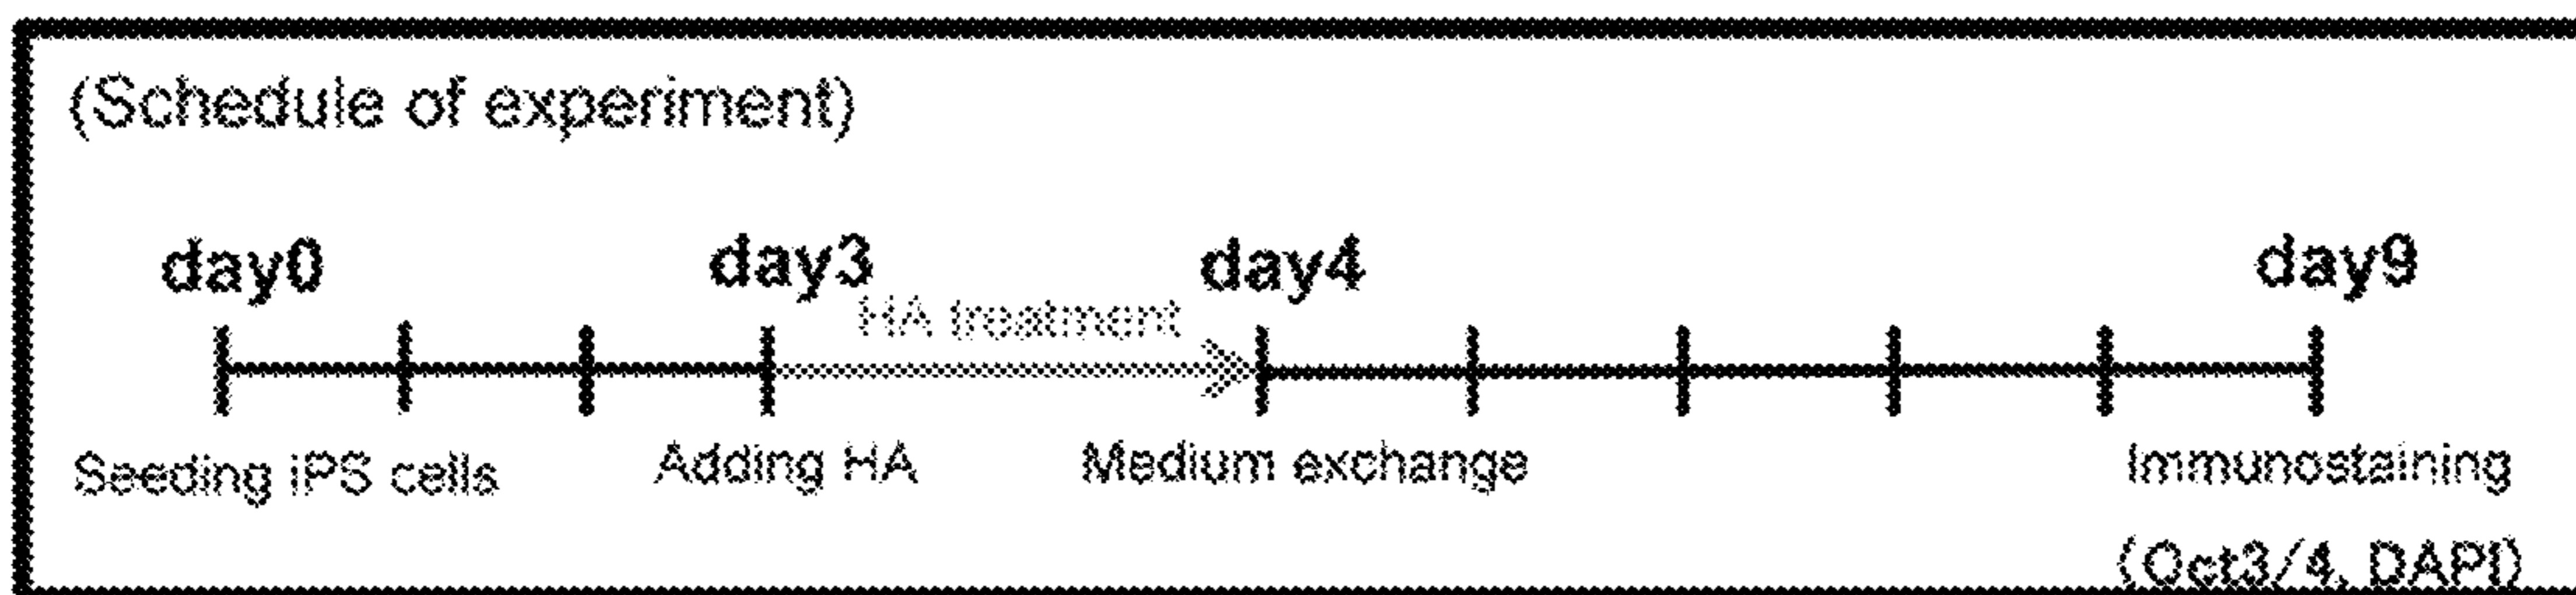 (Schedule of experiment)
day0 day3 day4 day9
HA treatment
Seeding iPS cells Adding HA Medium exchange Immunostaining
(Oct3/4, DAPI)